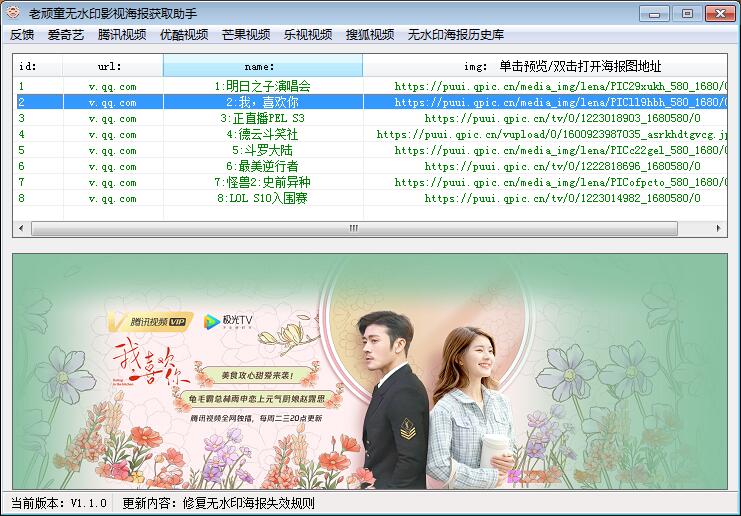 老顽童无水印影视海报获取助手
反馈 爱奇艺 腾讯视频 优酷视频 芒果视频 乐视视频 搜狐视频 无水印海报历史库
id: url: name: img: 单击预览/双击打开海报图地址
1 v.qq.com 1:明日之子演唱会 https://puui.qpic.cn/media_img/lena/PIC29xukh_580_1680/0
2 v.qq.com 2:我，喜欢你 https://puui.qpic.cn/media_img/lena/PICll9hbh_580_1680/0
3 v.qq.com 3:正直播PEL S3 https://puui.qpic.cn/tv/0/1223018903_1680580/0
4 v.qq.com 4:德云斗笑社 https://puui.qpic.cn/vupload/0/1600923987035_asrkhdtgvcg.jp
5 v.qq.com 5:斗罗大陆 https://puui.qpic.cn/media_img/lena/PICc22gel_580_1680/0
6 v.qq.com 6:最美逆行者 https://puui.qpic.cn/tv/0/1222818696_1680580/0
7 v.qq.com 7:怪兽2:史前异种 https://puui.qpic.cn/media_img/lena/PICofpcto_580_1680/0
8 v.qq.com 8:LOL S10入围赛 https://puui.qpic.cn/tv/0/1223014982_1680580/0
腾讯视频VIP 极光TV
我,喜欢你
美食攻心甜爱来袭!
龟毛霸总林雨申恋上元气厨娘赵露思
腾讯视频全网独播，每周二三20点更新
当前版本: V1.1.0 更新内容: 修复无水印海报失效规则